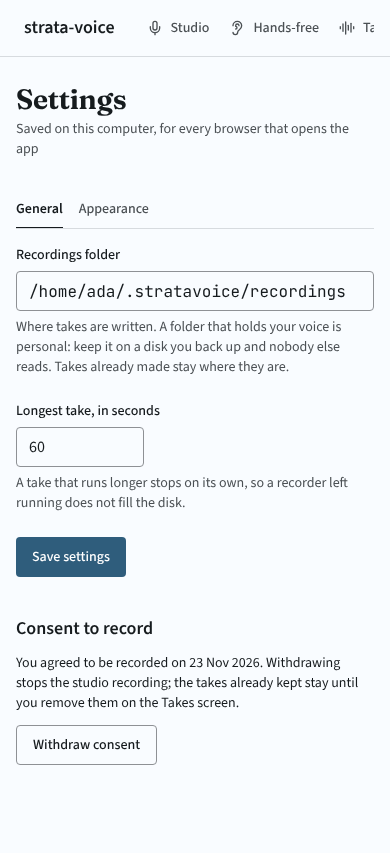 strata-voice Studio Hands-free
Settings
Saved on this computer, for every browser that opens the
app
General Appearance
Recordings folder
/home/ada/.stratavoice/recordings
Where takes are written. A folder that holds your voice is
personal: keep it on a disk you back up and nobody else
reads. Takes already made stay where they are.
Longest take, in seconds
60
A take that runs longer stops on its own, so a recorder left
running does not fill the disk.
Save settings
Consent to record
You agreed to be recorded on 23 Nov 2026. Withdrawing
stops the studio recording; the takes already kept stay until
you remove them on the Takes screen.
Withdraw consent